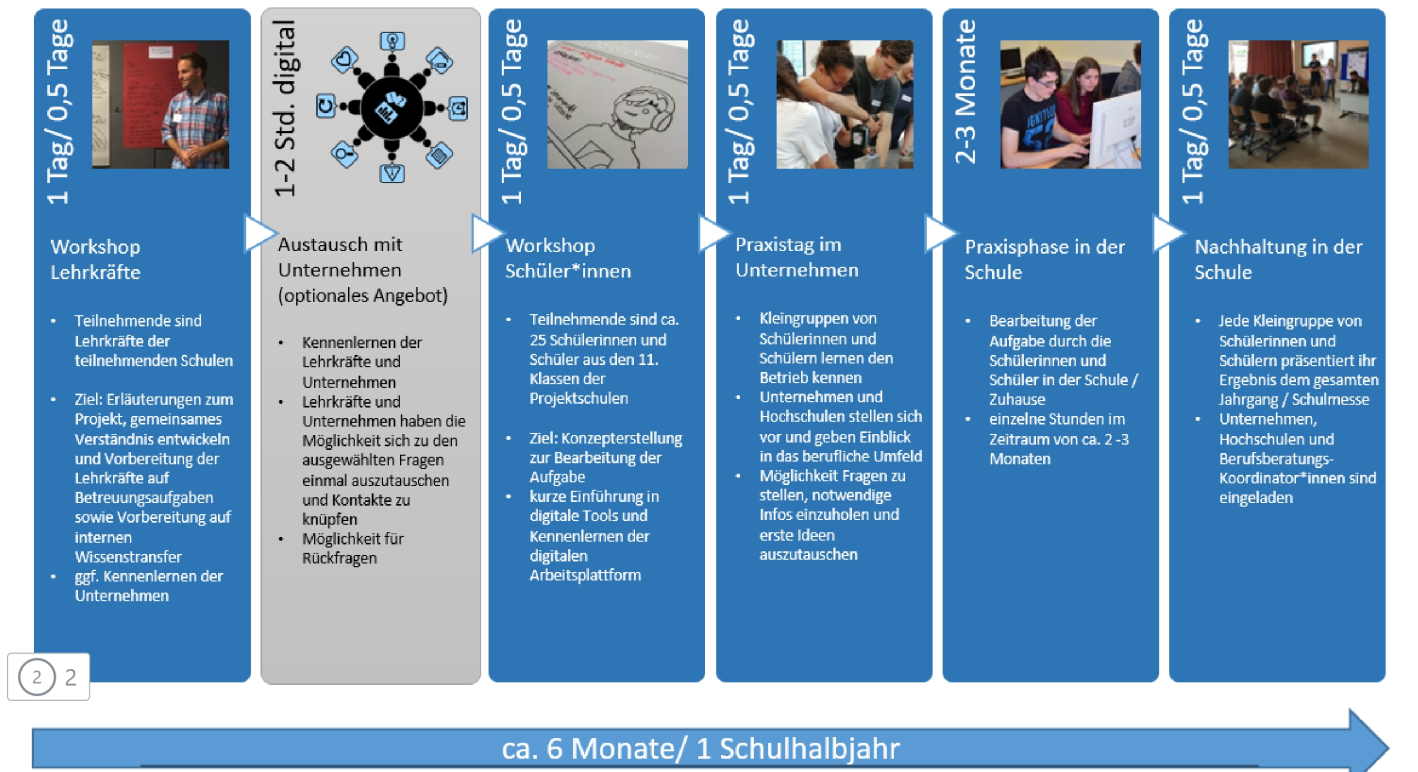 1 Tag/ 0,5 Tage
Workshop
Lehrkräfte
• Teilnehmende sind
Lehrkräfte der
teilnehmenden Schulen
• Ziel: Erläuterungen zum
Projekt, gemeinsames
Verständnis entwickeln
und Vorbereitung der
Lehrkräfte auf
Betreuungsaufgaben
sowie Vorbereitung auf
internen
Wissenstransfer
• ggf. Kennenlernen der
Unternehmen
1-2 Std. digital
Austausch mit
Unternehmen
(optionales Angebot)
• Kennenlernen der
Lehrkräfte und
Unternehmen
• Lehrkräfte und
Unternehmen haben die
Möglichkeit sich zu den
ausgewählten Fragen
einmal auszutauschen
und Kontakte zu
knüpfen
• Möglichkeit für
Rückfragen
1 Tag/ 0,5 Tage
Workshop
Schüler*innen
• Teilnehmende sind ca.
25 Schülerinnen und
Schüler aus den 11.
Klassen der
Projektschulen
• Ziel: Konzepterstellung
zur Bearbeitung der
Aufgabe
• kurze Einführung in
digitale Tools und
Kennenlernen der
digitalen
Arbeitsplattform
1 Tag/ 0,5 Tage
Praxistag im
Unternehmen
• Kleingruppen von
Schülerinnen und
Schülern lernen den
Betrieb kennen
• Unternehmen und
Hochschulen stellen sich
vor und geben Einblick
in das berufliche Umfeld
• Möglichkeit Fragen zu
stellen, notwendige
Infos einzuholen und
erste Ideen
auszutauschen
2-3 Monate
IGNITUS
Praxisphase in der
Schule
• Bearbeitung der
Aufgabe durch die
Schülerinnen und
Schüler in der Schule /
Zuhause
• einzelne Stunden im
Zeitraum von ca. 2 -3
Monaten
1 Tag/ 0,5 Tage
Nachhaltung in der
Schule
• Jede Kleingruppe von
Schülerinnen und
Schülern präsentiert ihr
Ergebnis dem gesamten
Jahrgang / Schulmesse
• Unternehmen,
Hochschulen und
Berufsberatungs-
Koordinator*innen sind
eingeladen
2 2
ca. 6 Monate/ 1 Schulhalbjahr